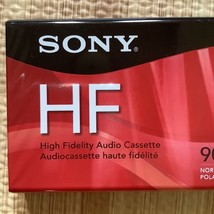 SONY
HF
High Fidelity Audio Cassette
Audiocassette haute fidélité
90